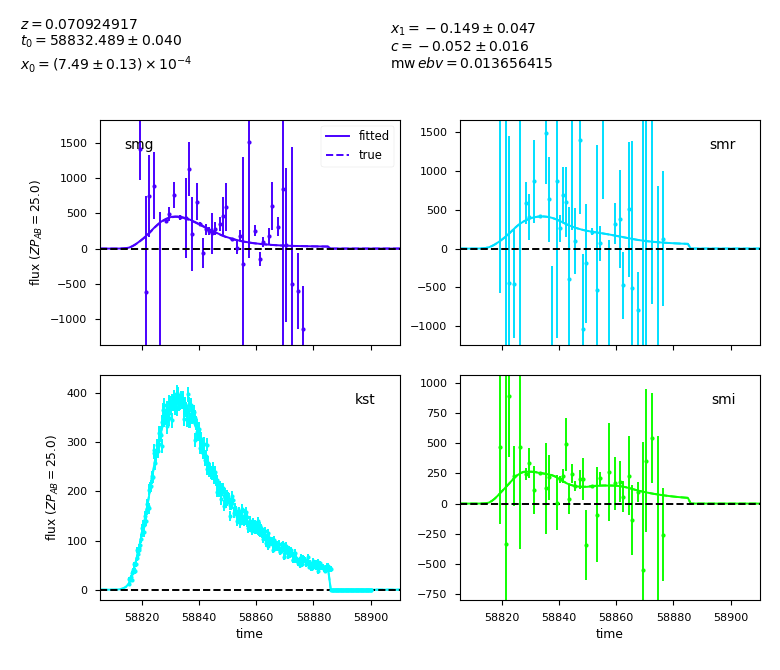 z = 0.070924917
t₀ = 58832.489 ± 0.040
x₀ = (7.49 ± 0.13) × 10⁻⁴
x₁ = −0.149 ± 0.047
c = −0.052 ± 0.016
mw ebv = 0.013656415
smg
fitted
true
1500
1000
500
0
−500
−1000
flux (ZP_AB = 25.0)
smr
1500
1000
500
0
−500
−1000
kst
400
300
200
100
0
flux (ZP_AB = 25.0)
58820 58840 58860 58880 58900
time
smi
1000
750
500
250
0
−250
−500
−750
58820 58840 58860 58880 58900
time